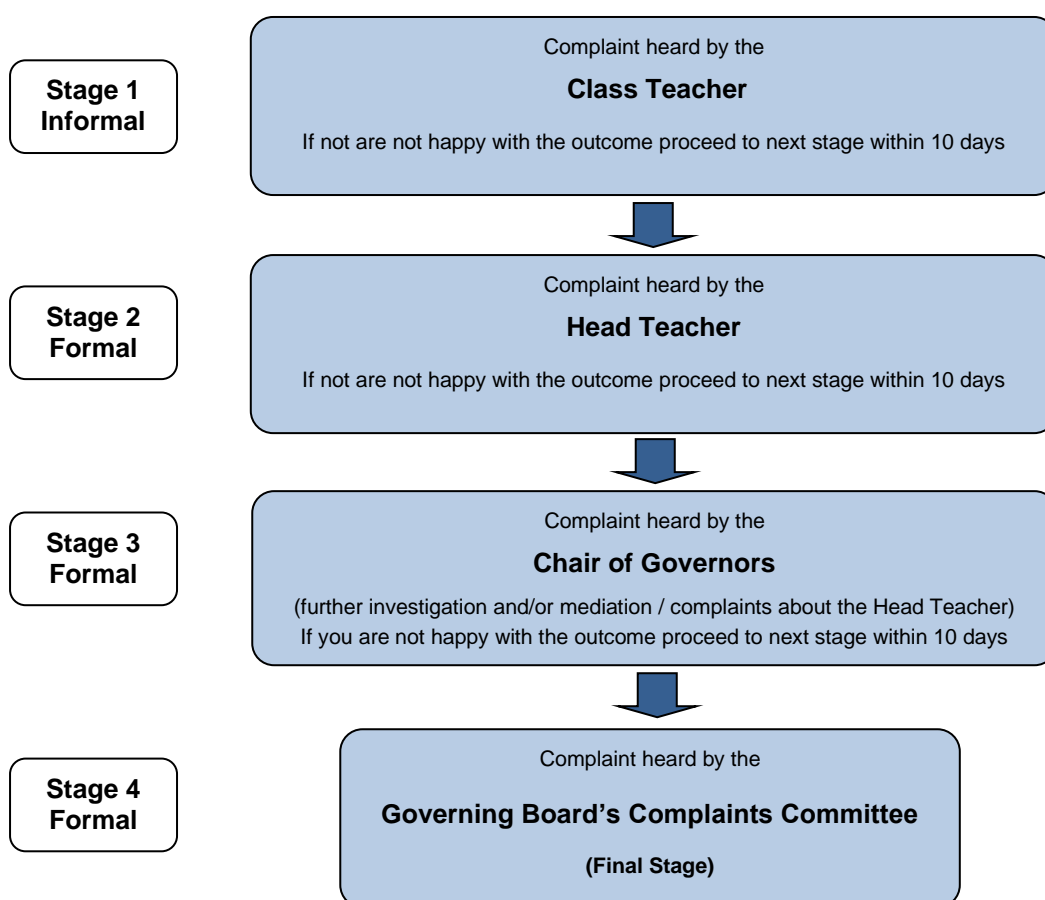 Stage 1
Informal
Complaint heard by the
Class Teacher
If not are not happy with the outcome proceed to next stage within 10 days
Stage 2
Formal
Complaint heard by the
Head Teacher
If not are not happy with the outcome proceed to next stage within 10 days
Stage 3
Formal
Complaint heard by the
Chair of Governors
(further investigation and/or mediation / complaints about the Head Teacher)
If you are not happy with the outcome proceed to next stage within 10 days
Stage 4
Formal
Complaint heard by the
Governing Board’s Complaints Committee
(Final Stage)